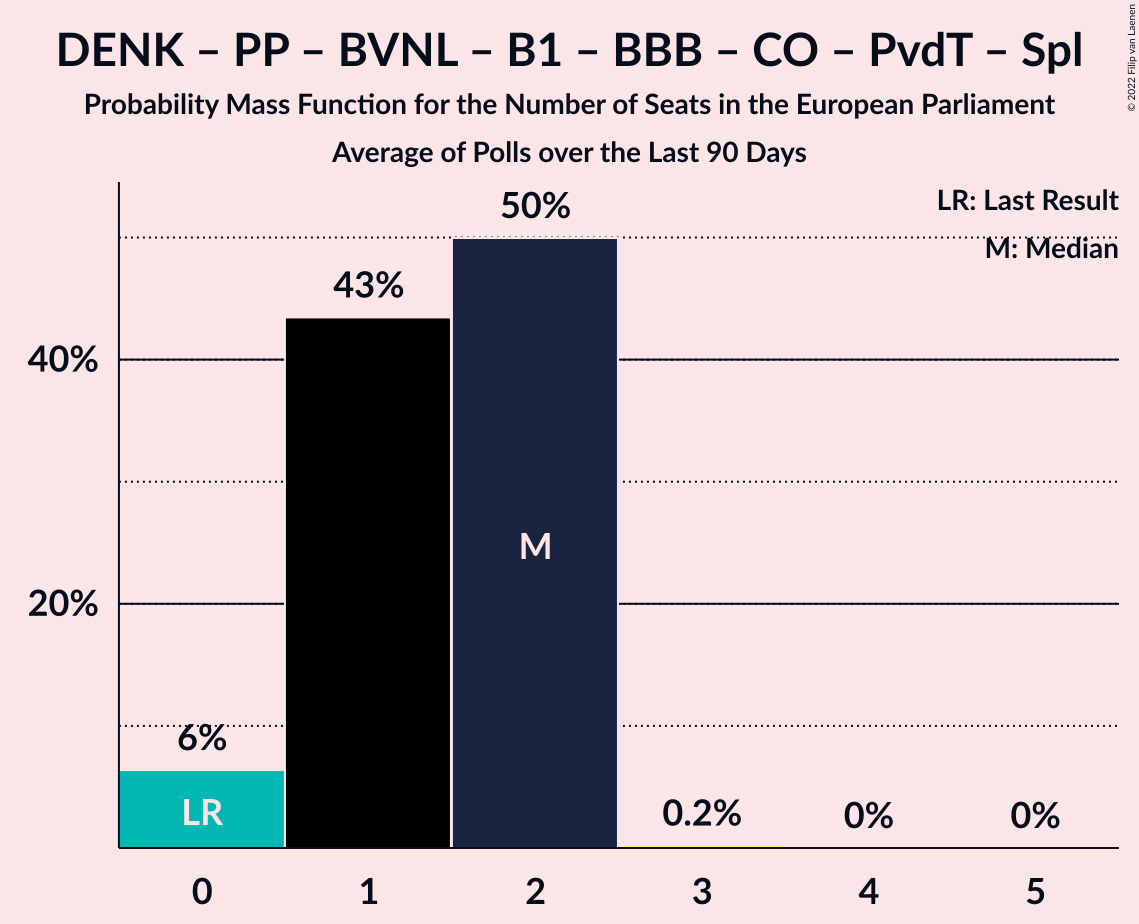 DENK – PP – BVNL – B1 – BBB – CO – PvdT – Spl
Probability Mass Function for the Number of Seats in the European Parliament
Average of Polls over the Last 90 Days
© 2022 Filip van Laenen
LR: Last Result
M: Median
50%
43%
40%
M
20%
6%
LR
0.2%
0%
0%
0
1
2
3
4
5